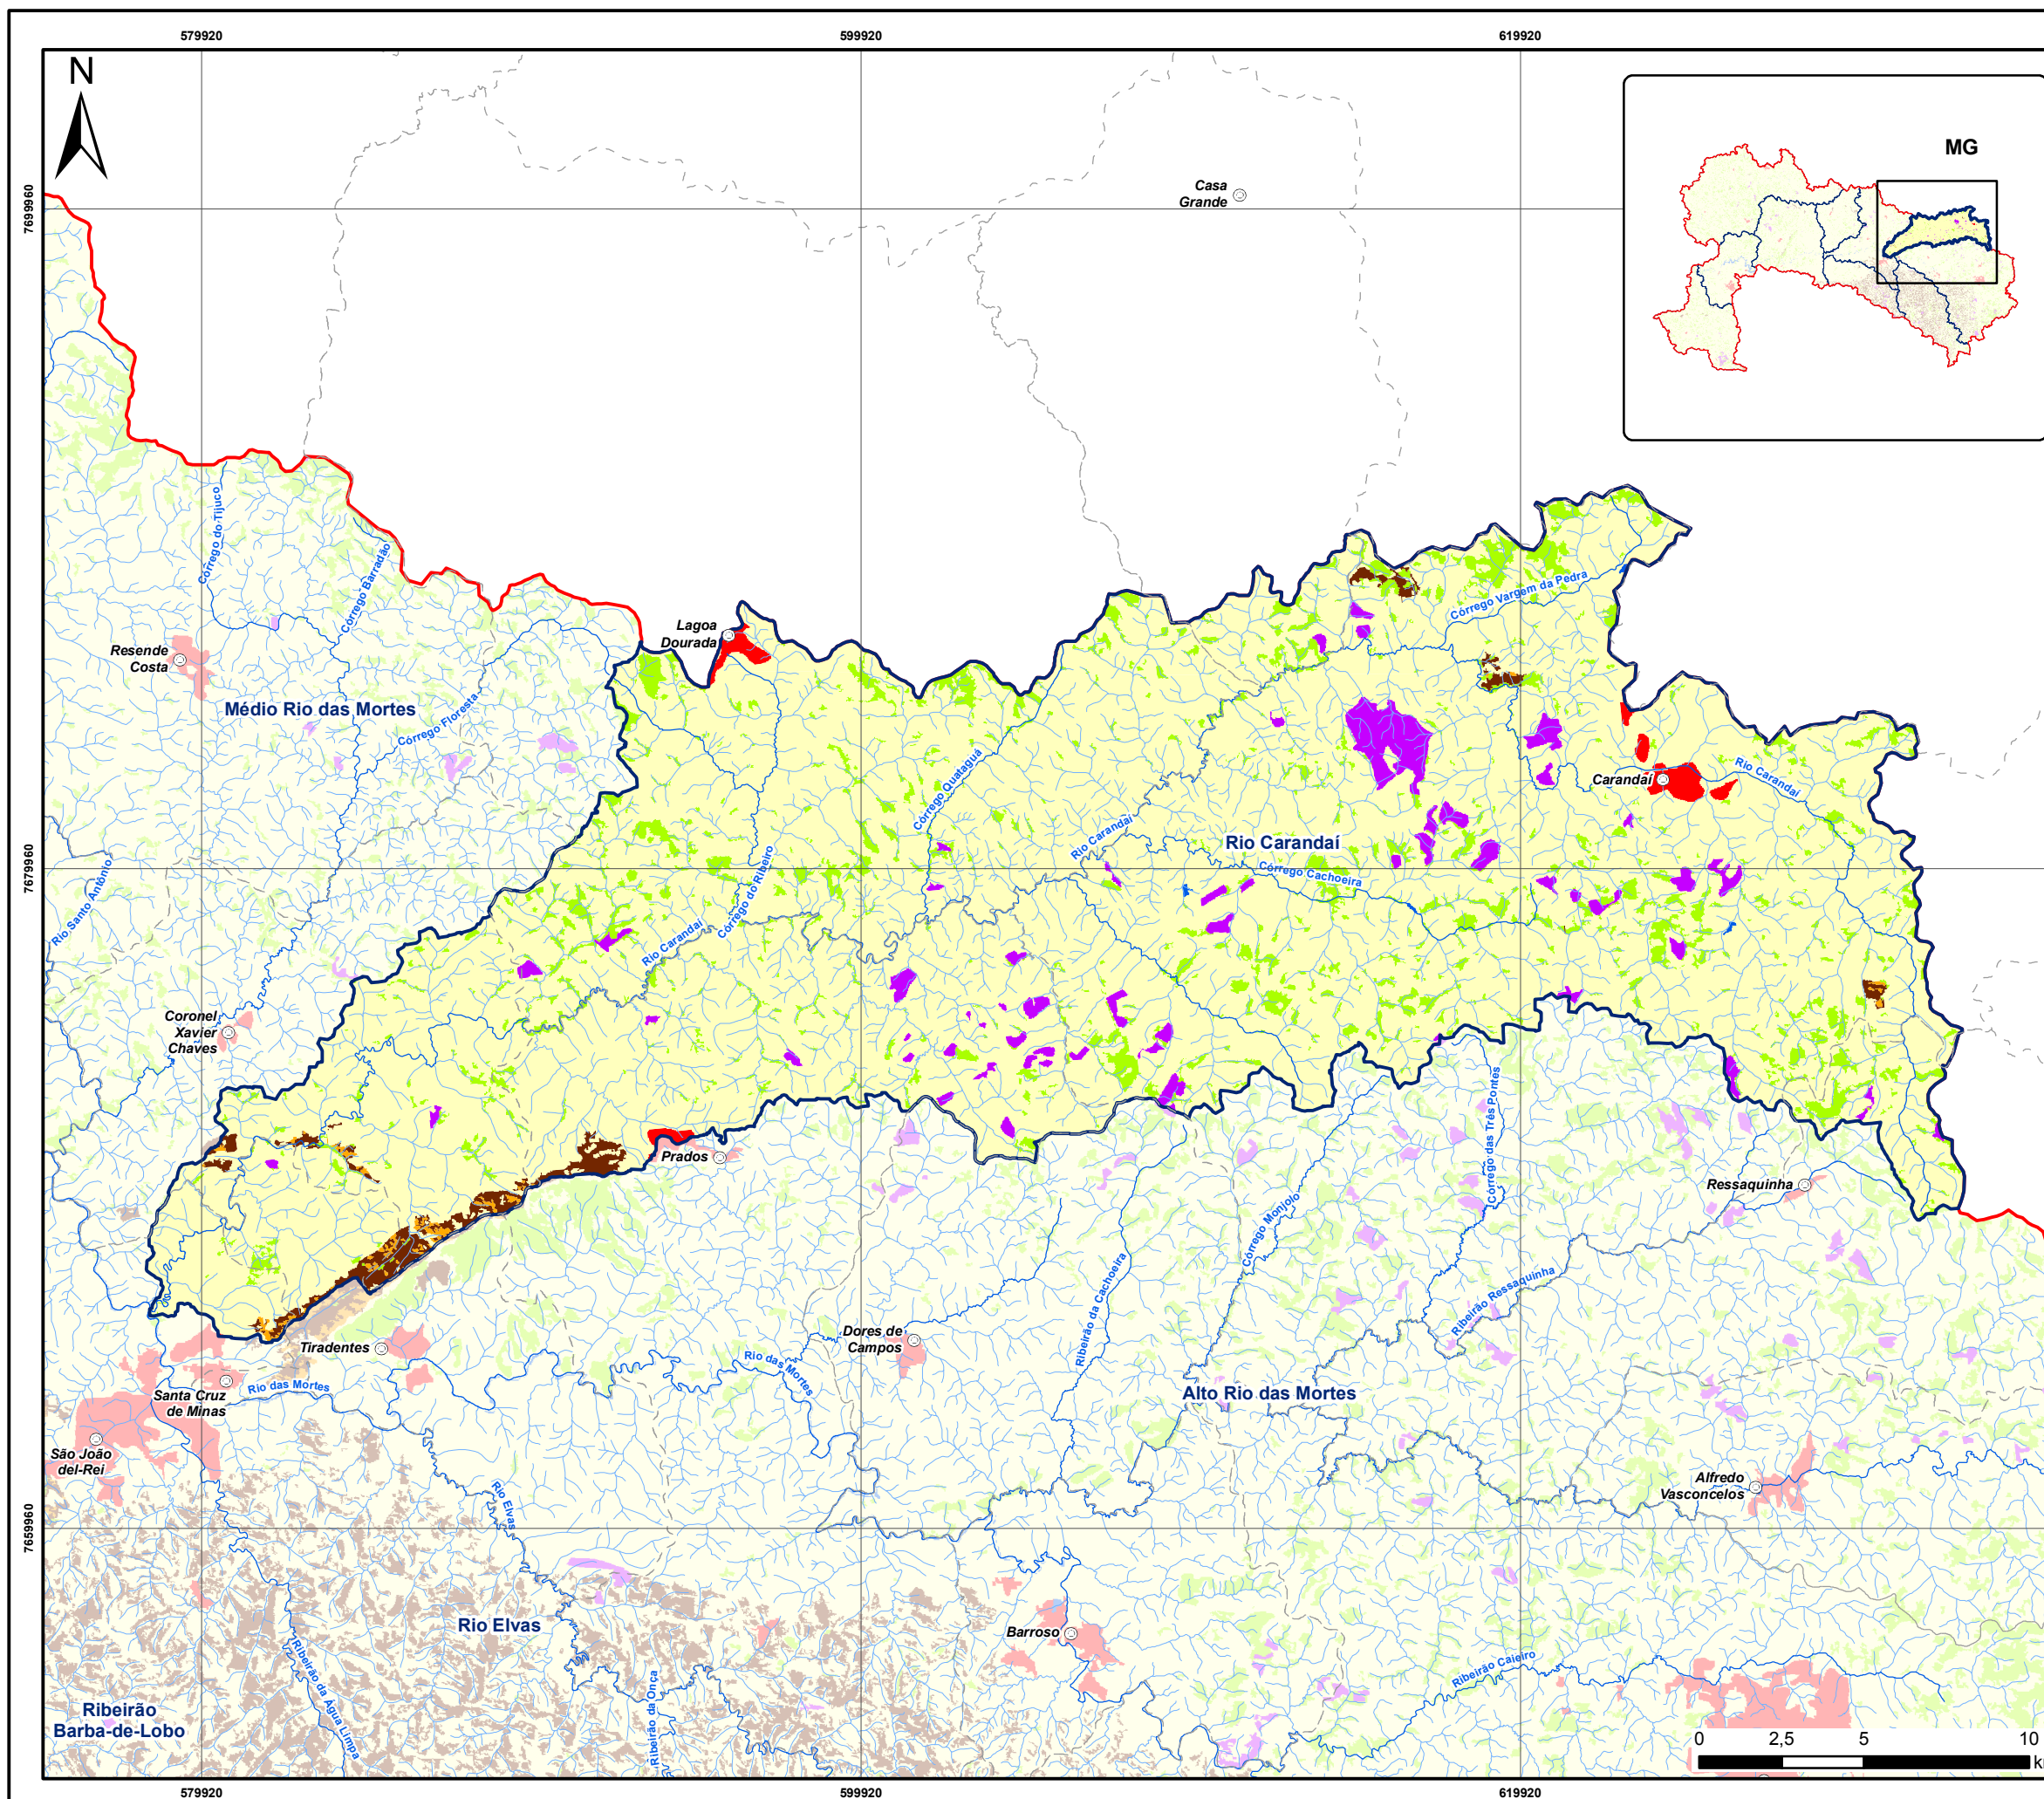 579920
599920
619920
N
MG
7699960
Casa
Grande
Córrego do Tijuco
Córrego Barradão
Córrego Vargem da Pedra
Lagoa
Dourada
Resende
Costa
Médio Rio das Mortes
Córrego Floresta
Córrego Quataguá
Carandaí
Rio Carandaí
Rio Carandaí
Rio Carandaí
Córrego Cachoeira
7679960
Rio Santo Antônio
Córrego do Ribeiro
Rio Carandaí
Coronel
Xavier
Chaves
Prados
Córrego das Três Pontes
Ressaquinha
Córrego Monjolo
Ribeirão da Cachoeira
Ribeirão Ressaquinha
Tiradentes
Dores de
Campos
Rio das Mortes
Rio das Mortes
Santa Cruz
de Minas
Alto Rio das Mortes
São João
del-Rei
Alfredo
Vasconcelos
Rio Elvas
7659960
Rio Elvas
Barroso
Ribeirão da Água Limpa
Ribeirão da Onça
Ribeirão Caieiro
Ribeirão
Barba-de-Lobo
0 2,5 5 10
579920
599920
619920